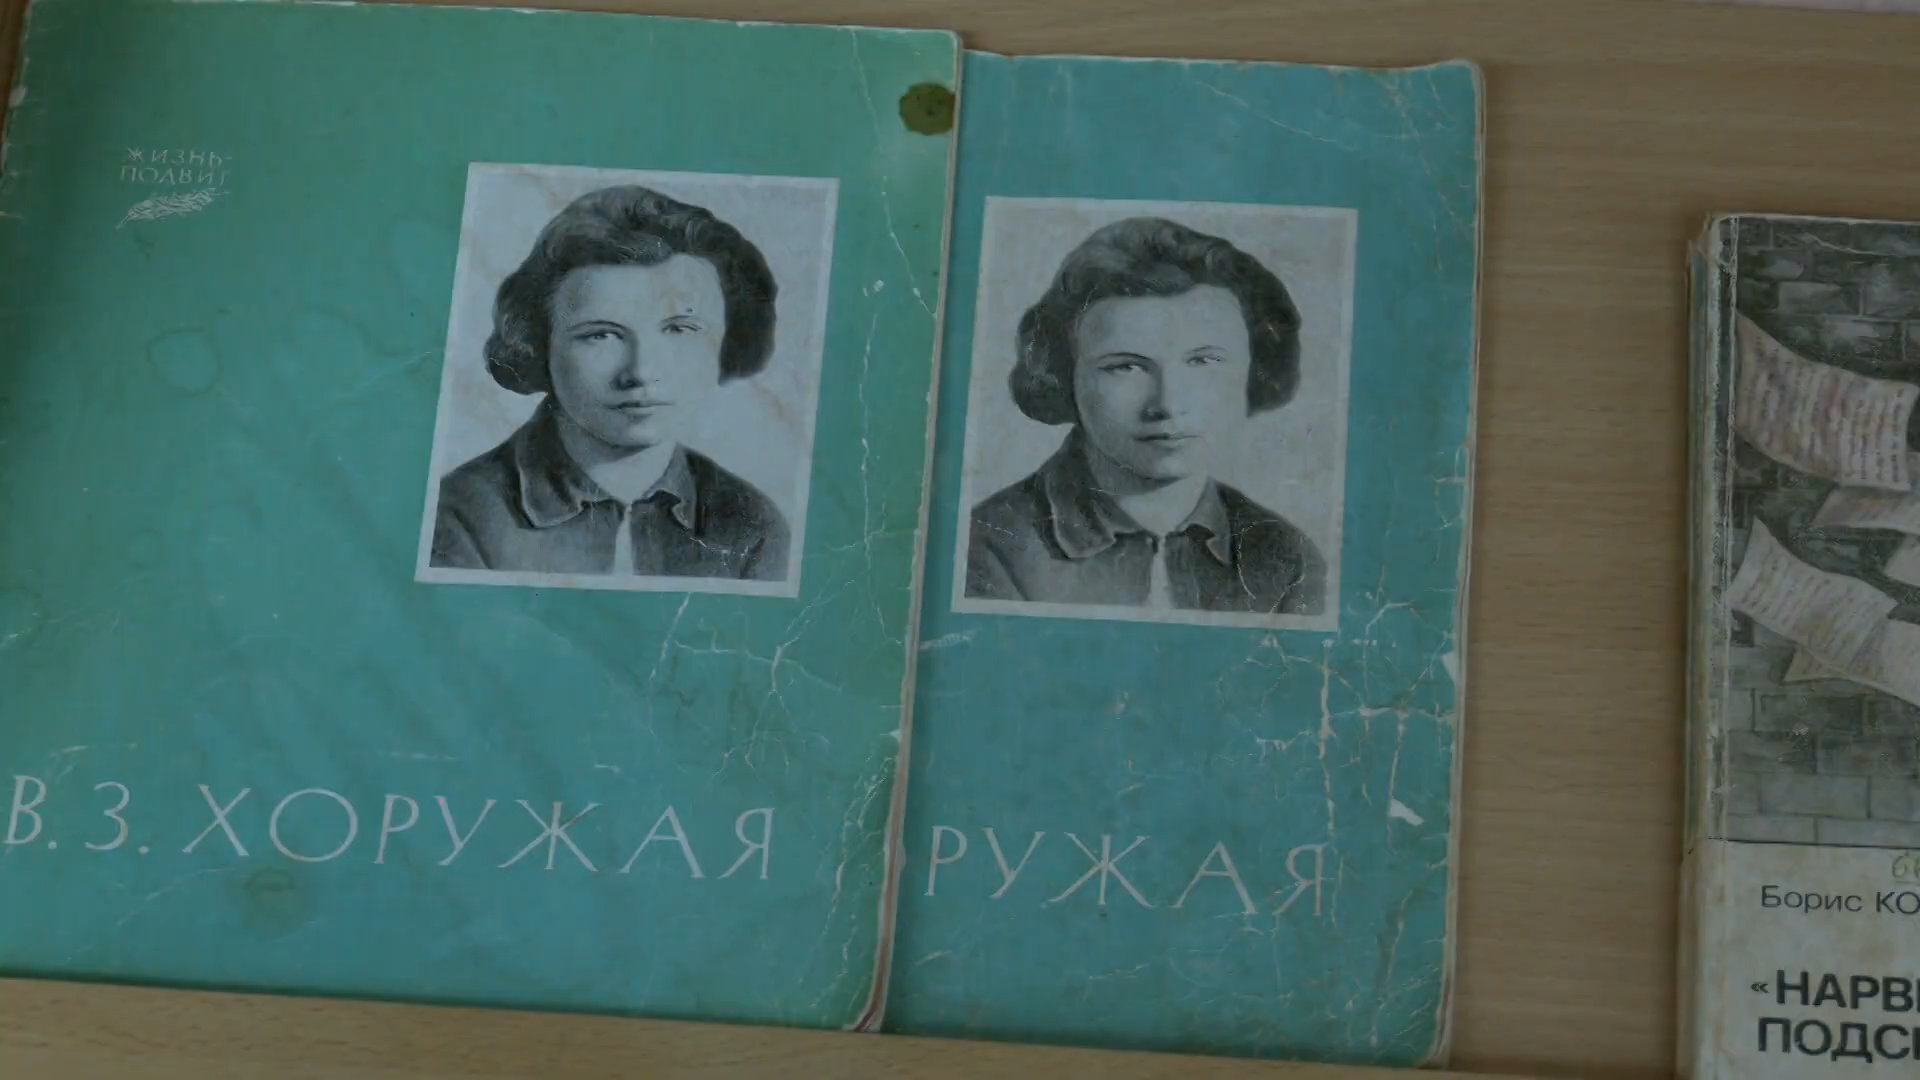 ЖИЗНЬ-
ПОДВИГ
В. З. ХОРУЖАЯ
РУЖАЯ
Борис КО
«НАРВ
ПОДС